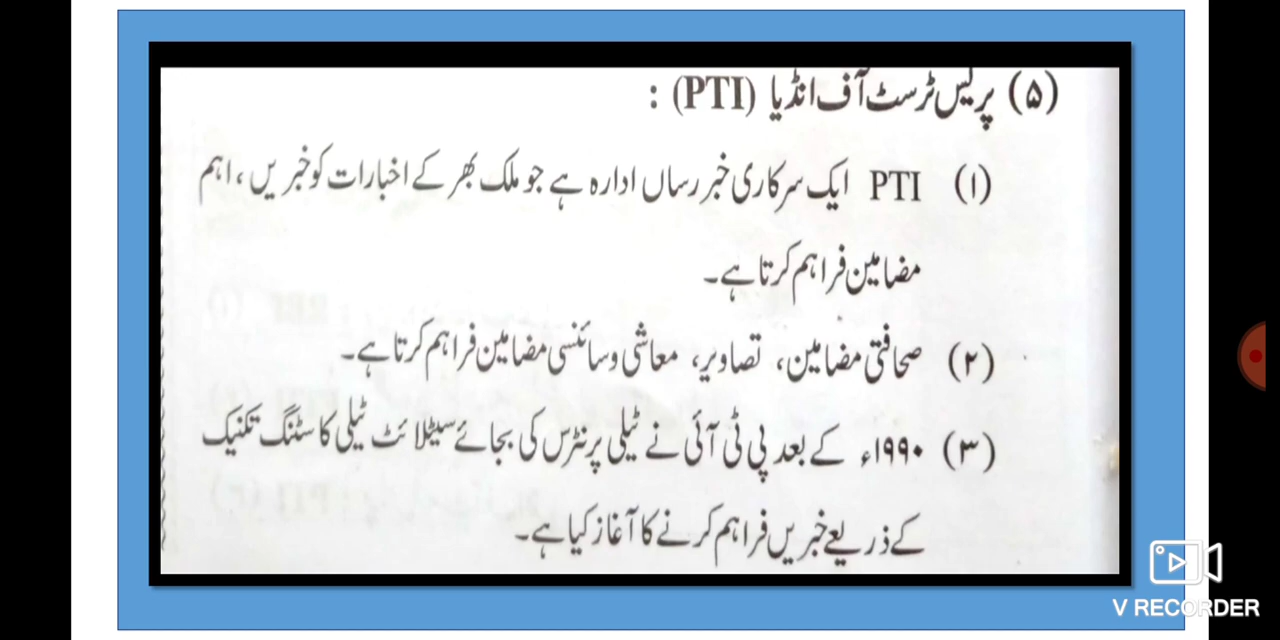 (۵) پریس ٹرسٹ آف انڈیا (PTI) :
(۱) PTI ایک سرکاری خبر رساں ادارہ ہے جو ملک بھر کے اخبارات کو خبریں، اہم
مضامین فراہم کرتا ہے۔
(۲) صحافتی مضامین، تصاویر، معاشی و سائنسی مضامین فراہم کرتا ہے۔
(۳) ۱۹۹۰ء کے بعد پی ٹی آئی نے ٹیلی پرنٹرس کی بجائے سیٹلائٹ ٹیلی کاسٹنگ تکنیک
کے ذریعے خبریں فراہم کرنے کا آغاز کیا ہے۔
V RECORDER